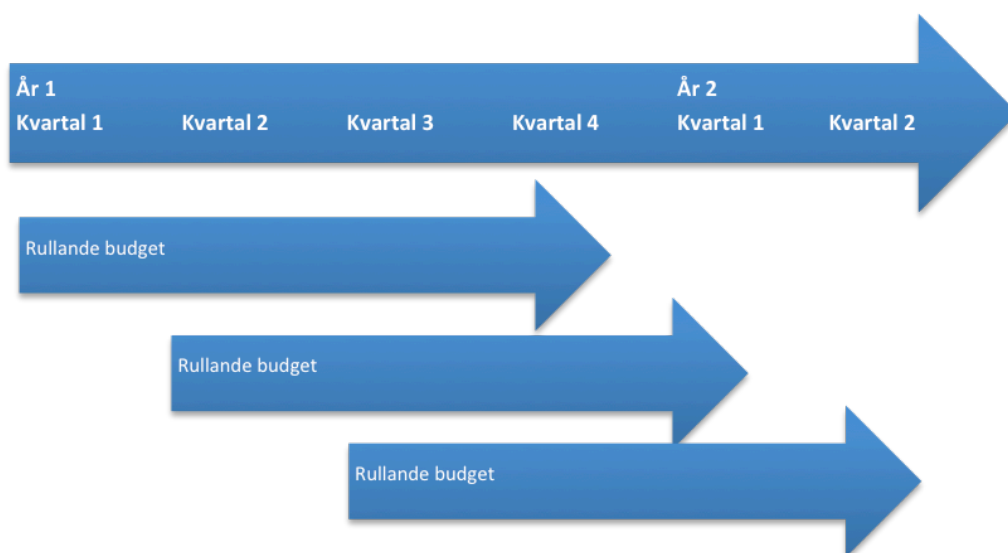 År 1 År 2
Kvartal 1 Kvartal 2 Kvartal 3 Kvartal 4 Kvartal 1 Kvartal 2
Rullande budget
Rullande budget
Rullande budget